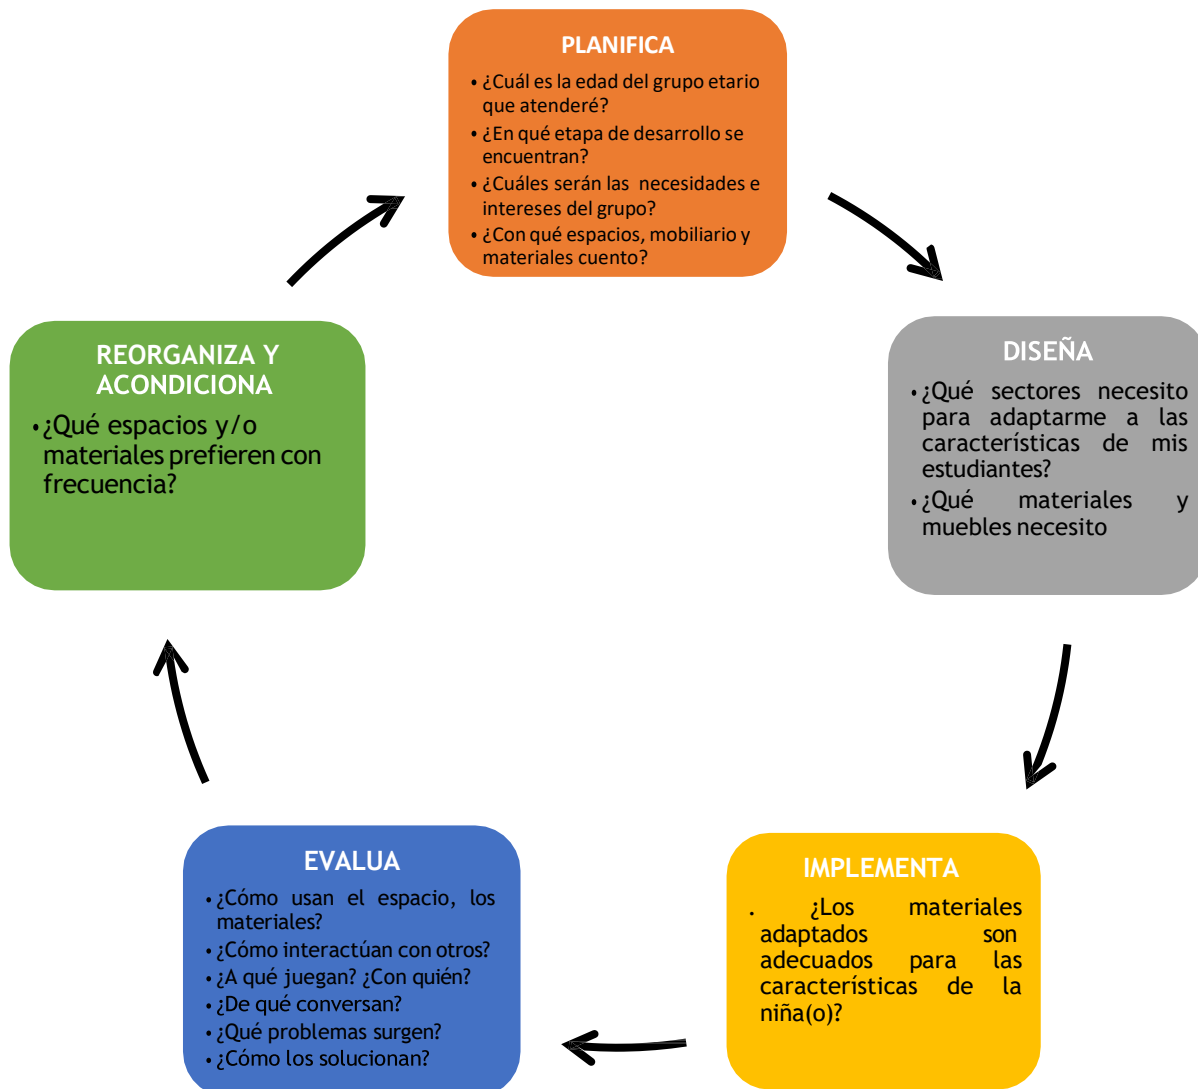 PLANIFICA
• ¿Cuál es la edad del grupo etario
que atenderé?
• ¿En qué etapa de desarrollo se
encuentran?
• ¿Cuáles serán las necesidades e
intereses del grupo?
• ¿Con qué espacios, mobiliario y
materiales cuento?
DISEÑA
• ¿Qué sectores necesito
para adaptarme a las
características de mis
estudiantes?
• ¿Qué materiales y
muebles necesito
IMPLEMENTA
. ¿Los materiales
adaptados son
adecuados para las
características de la
niña(o)?
EVALUA
• ¿Cómo usan el espacio, los
materiales?
• ¿Cómo interactúan con otros?
• ¿A qué juegan? ¿Con quién?
• ¿De qué conversan?
• ¿Qué problemas surgen?
• ¿Cómo los solucionan?
REORGANIZA Y
ACONDICIONA
• ¿Qué espacios y/o
materiales prefieren con
frecuencia?